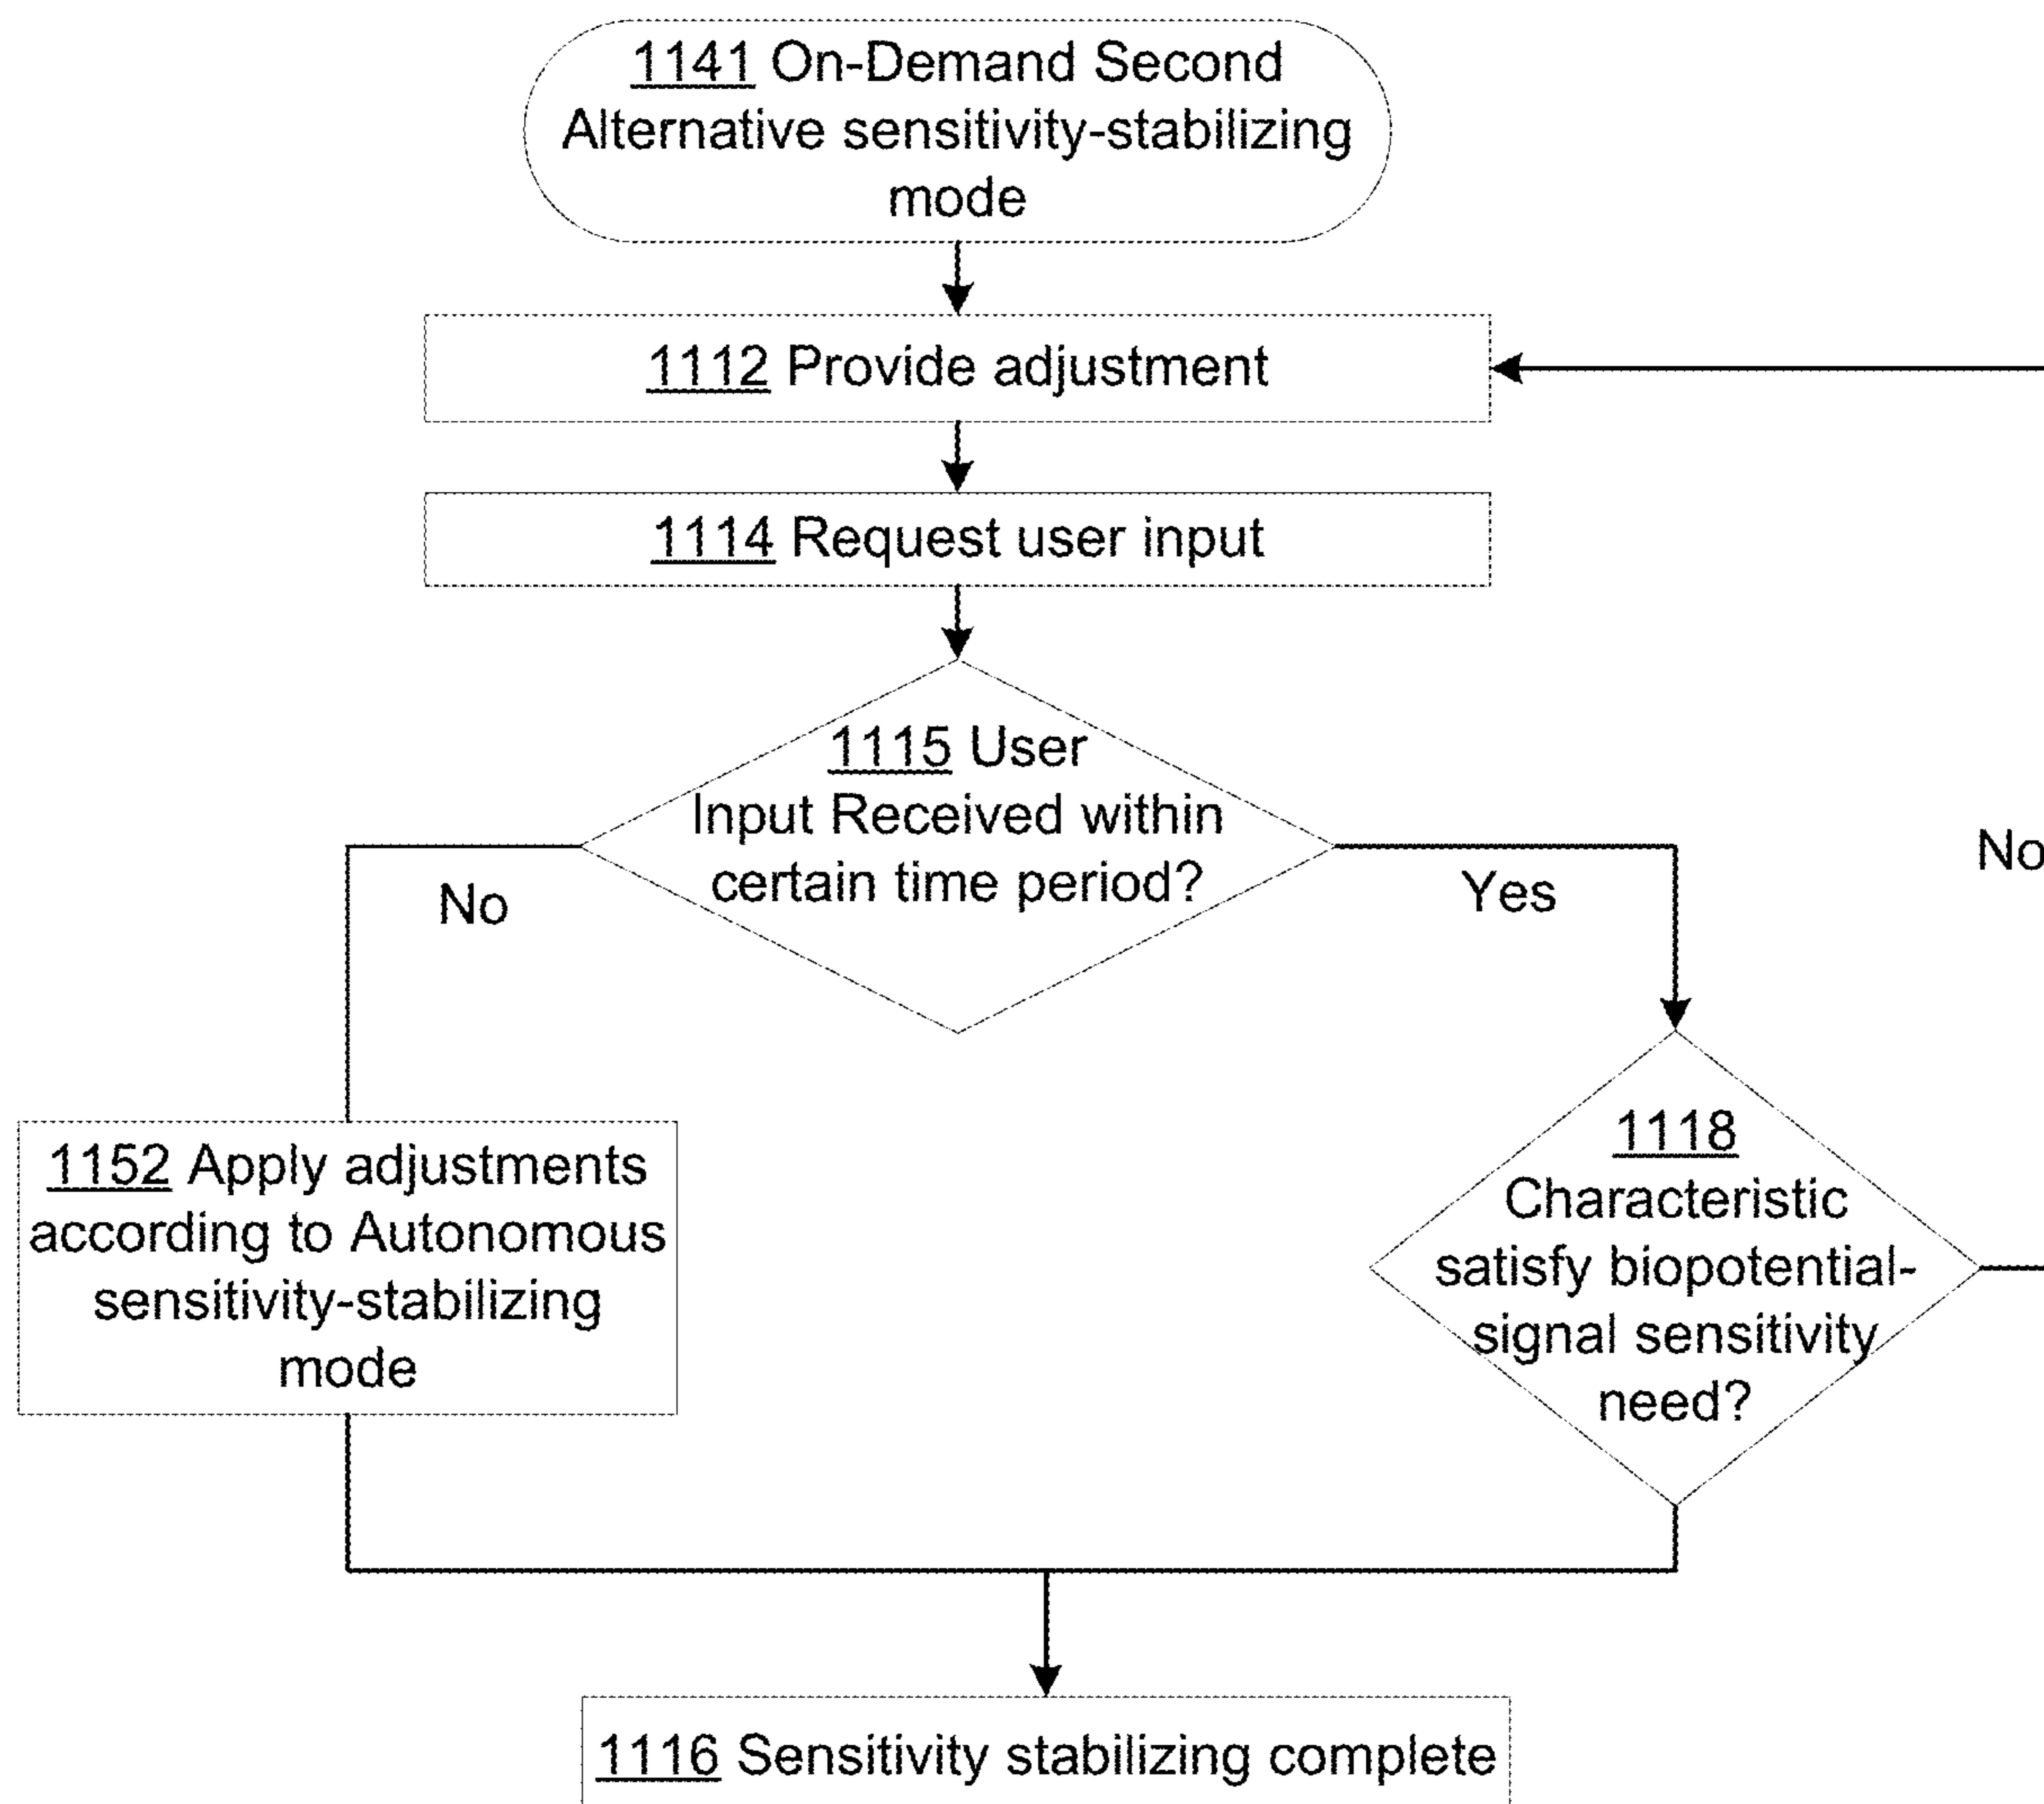 1141 On-Demand Second
Alternative sensitivity-stabilizing
mode
1112 Provide adjustment
1114 Request user input
1115 User
Input Received within
certain time period?
No
Yes
No
1152 Apply adjustments
according to Autonomous
sensitivity-stabilizing
mode
1118
Characteristic
satisfy biopotential-
signal sensitivity
need?
1116 Sensitivity stabilizing complete